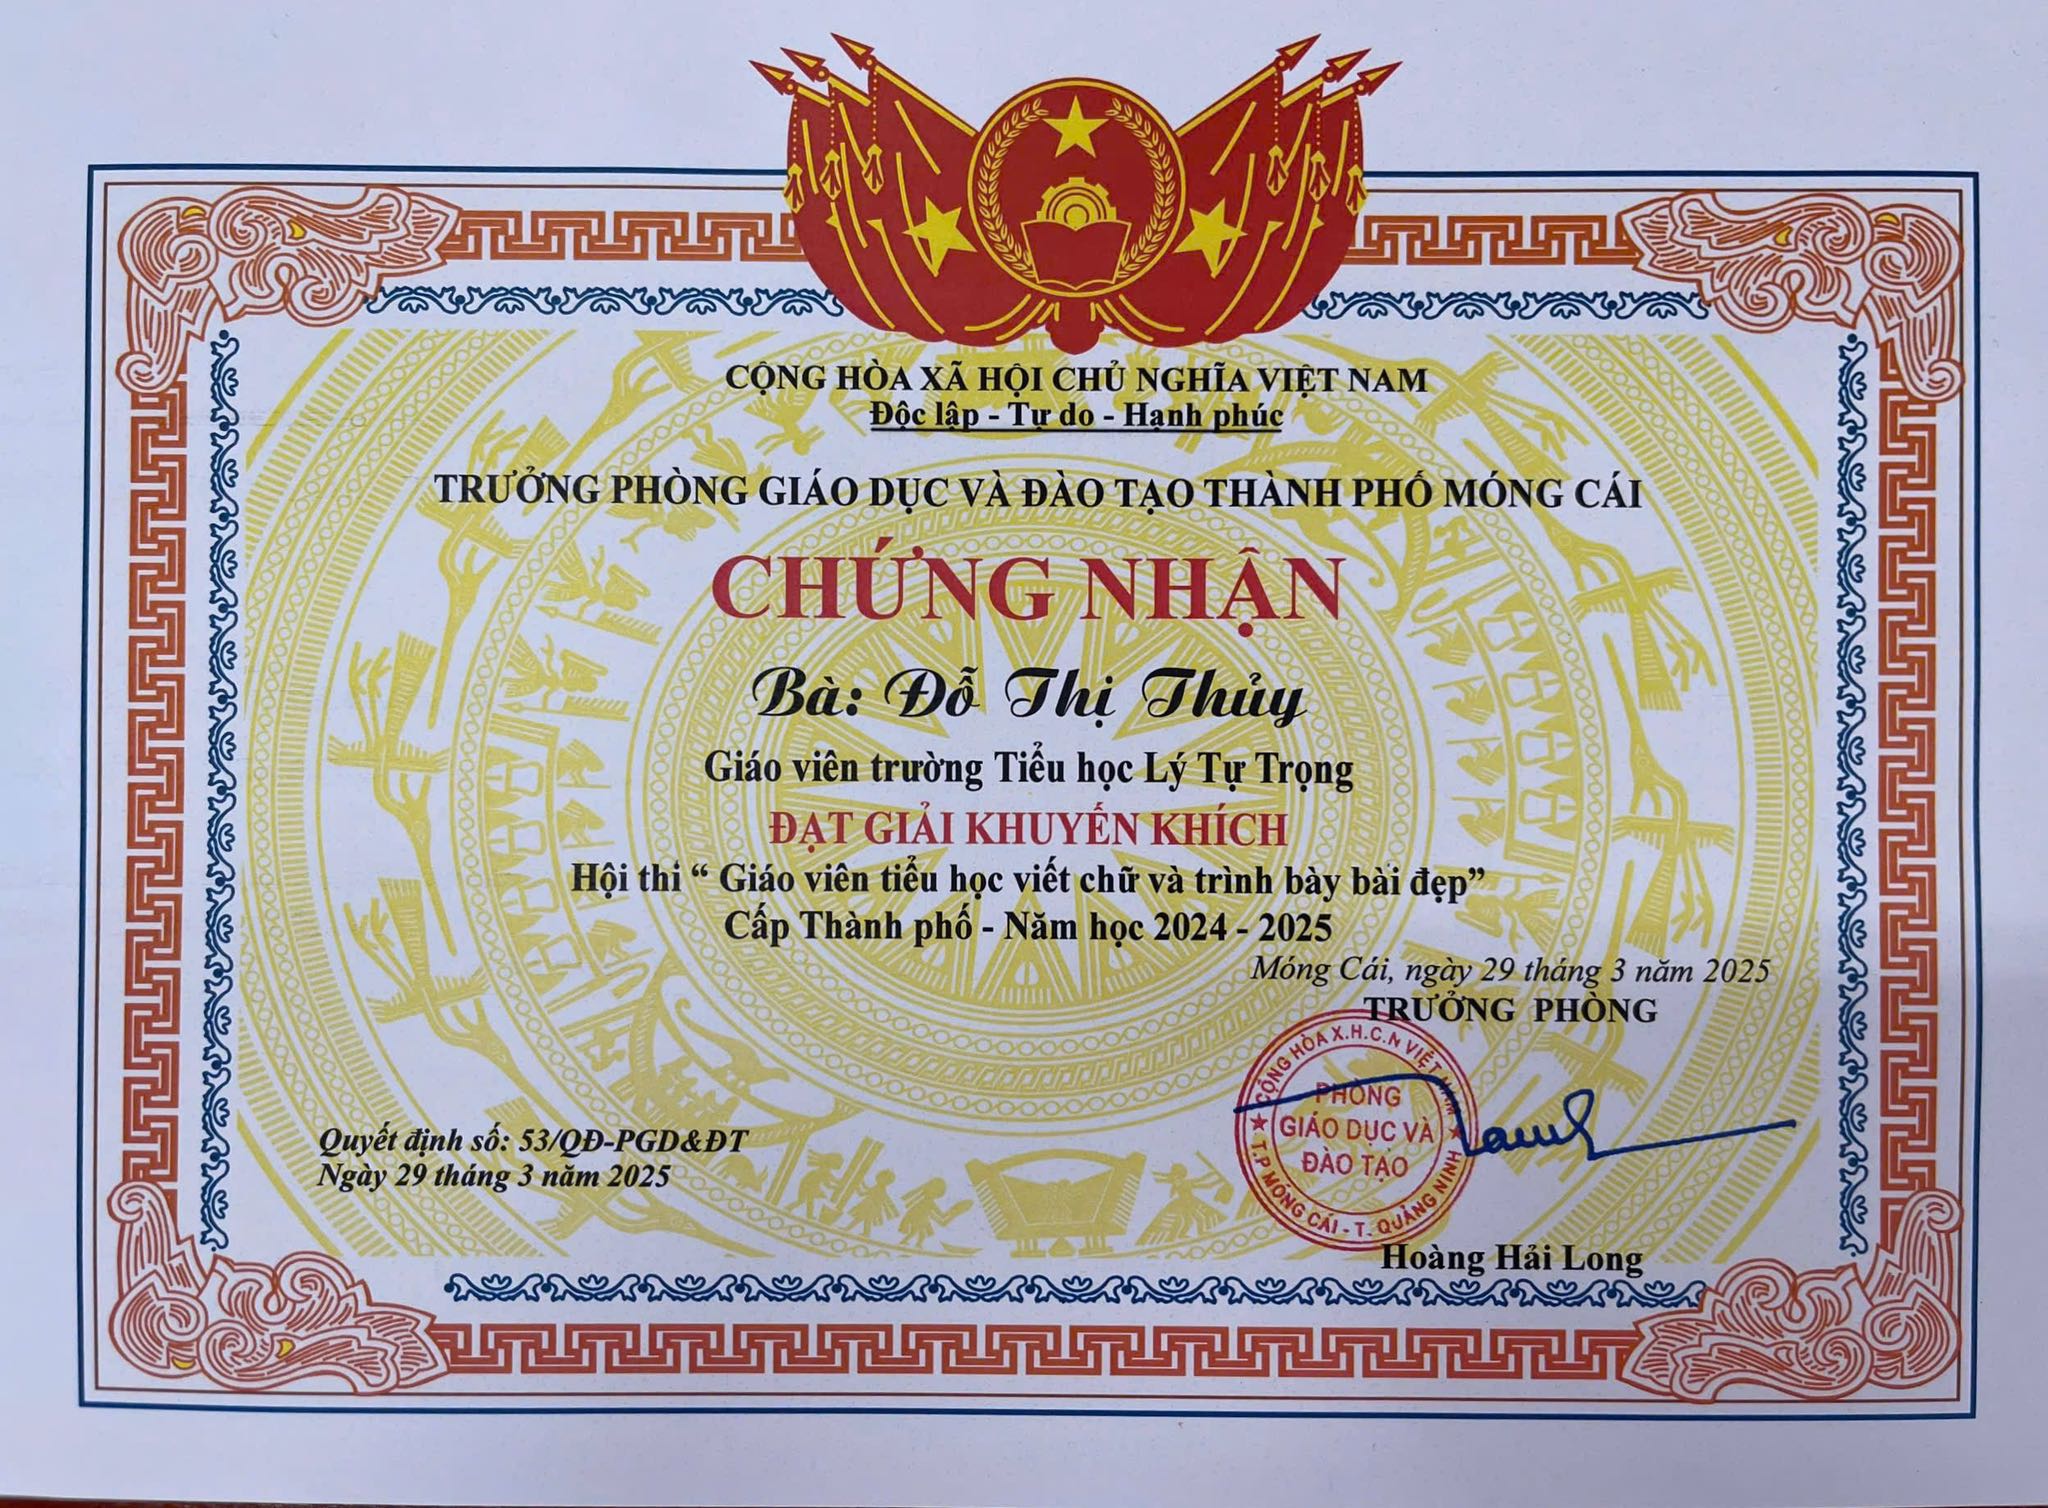 CỘNG HÒA XÃ HỘI CHỦ NGHĨA VIỆT NAM
Độc lập - Tự do - Hạnh phúc
TRƯỞNG PHÒNG GIÁO DỤC VÀ ĐÀO TẠO THÀNH PHỐ MÓNG CÁI
CHỨNG NHẬN
Bà: Đỗ Thị Thủy
Giáo viên trường Tiểu học Lý Tự Trọng
ĐẠT GIẢI KHUYẾN KHÍCH
Hội thi “ Giáo viên tiểu học viết chữ và trình bày bài đẹp”
Cấp Thành phố - Năm học 2024 - 2025
Móng Cái, ngày 29 tháng 3 năm 2025
TRƯỞNG PHÒNG
CỘNG HÒA X.H.C.N VIỆT NAM
PHÒNG
GIÁO DỤC VÀ
ĐÀO TẠO
T.P MÓNG CÁI - T. QUẢNG NINH
Quyết định số: 53/QĐ-PGD&ĐT
Ngày 29 tháng 3 năm 2025
Hoàng Hải Long